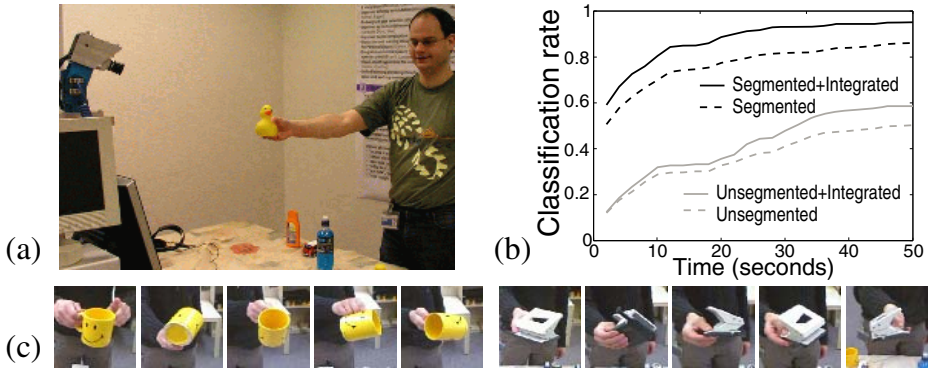 (a)
(b)
Classification rate
1
0.8
0.6
0.4
0.2
0
Segmented+Integrated
Segmented
Unsegmented+Integrated
Unsegmented
0 10 20 30 40 50
Time (seconds)
(c)